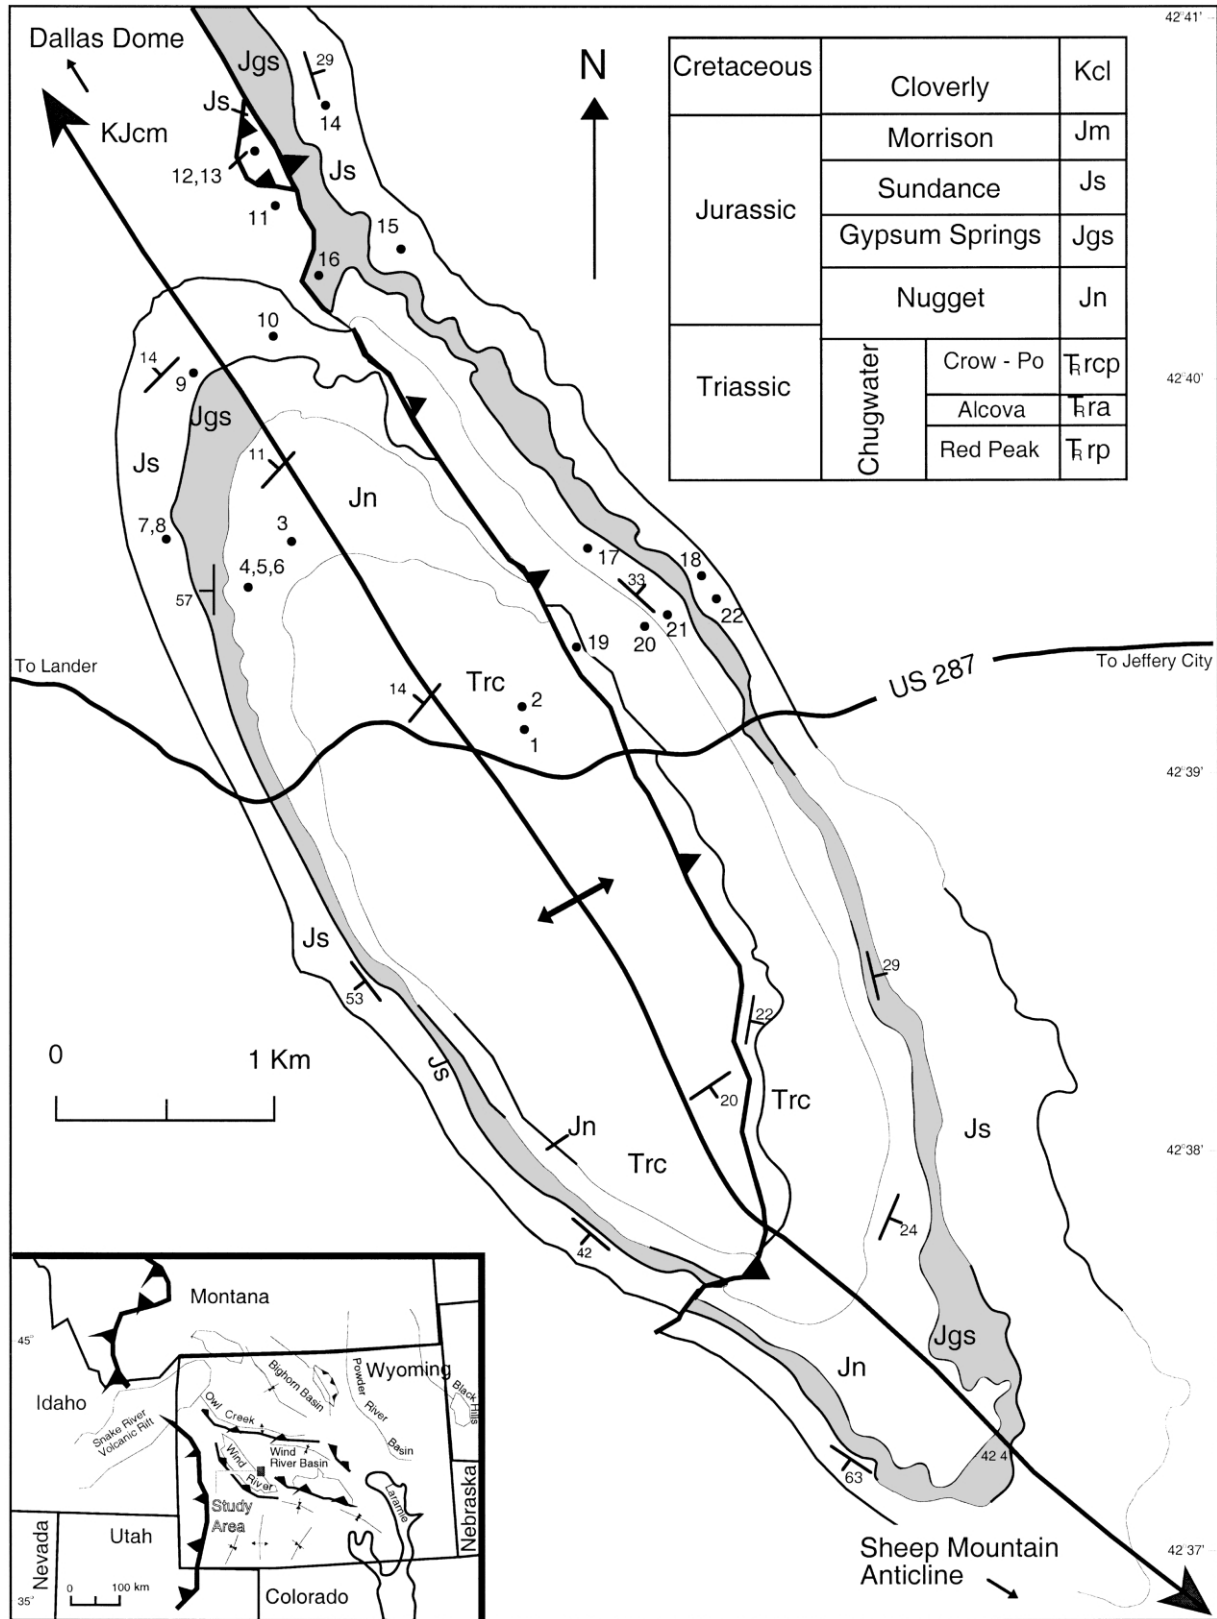 42°41'
Dallas Dome
KJcm
Jgs
29
14
Js
Js
12,13
11
15
16
N
Cretaceous
Cloverly
Kcl
Jurassic
Morrison
Jm
Sundance
Js
Gypsum Springs
Jgs
Nugget
Jn
Triassic
Chugwater
Crow - Po
TRrcp
Alcova
TRra
Red Peak
TRrp
42°40'
10
14
9
Jgs
11
Js
Jn
7,8
3
4,5,6
57
17
18
33
22
21
20
19
To Lander
To Jeffery City
US 287
14
Trc
2
1
42°39'
Js
53
29
22
0
1 Km
Js
20
Trc
Js
Jn
Trc
42°38'
24
42
Jgs
Jn
42 4
63
Sheep Mountain
Anticline
42°37'
45°
Montana
Idaho
Wyoming
Bighorn Basin
Powder
River
Basin
Black
Hills
Snake River
Volcanic Rift
Owl
Creek
Wind
River
Wind
River Basin
Study
Area
Laramie
Nebraska
Nevada
Utah
0
100 km
Colorado
35°